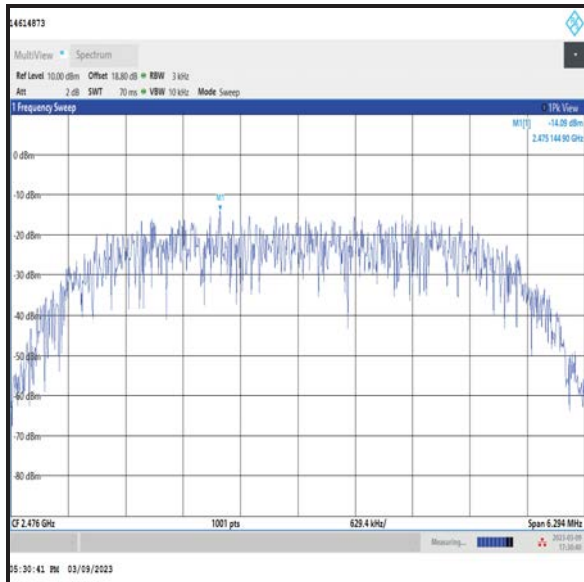 14614873
MultiView Spectrum
Ref Level 10.00 dBm Offset 18.80 dB RBW 3 kHz
Att 2 dB SWT 70 ms VBW 10 kHz Mode Sweep
1 Frequency Sweep 1Pk View
M1[1] -14.09 dBm
2.475 144 90 GHz
0 dBm
M1
-10 dBm
-20 dBm
-30 dBm
-40 dBm
-50 dBm
-60 dBm
-70 dBm
-80 dBm
CF 2.476 GHz 1001 pts 629.4 kHz/ Span 6.294 MHz
Measuring... 2023-03-09
17:30:40
05:30:41 PM 03/09/2023